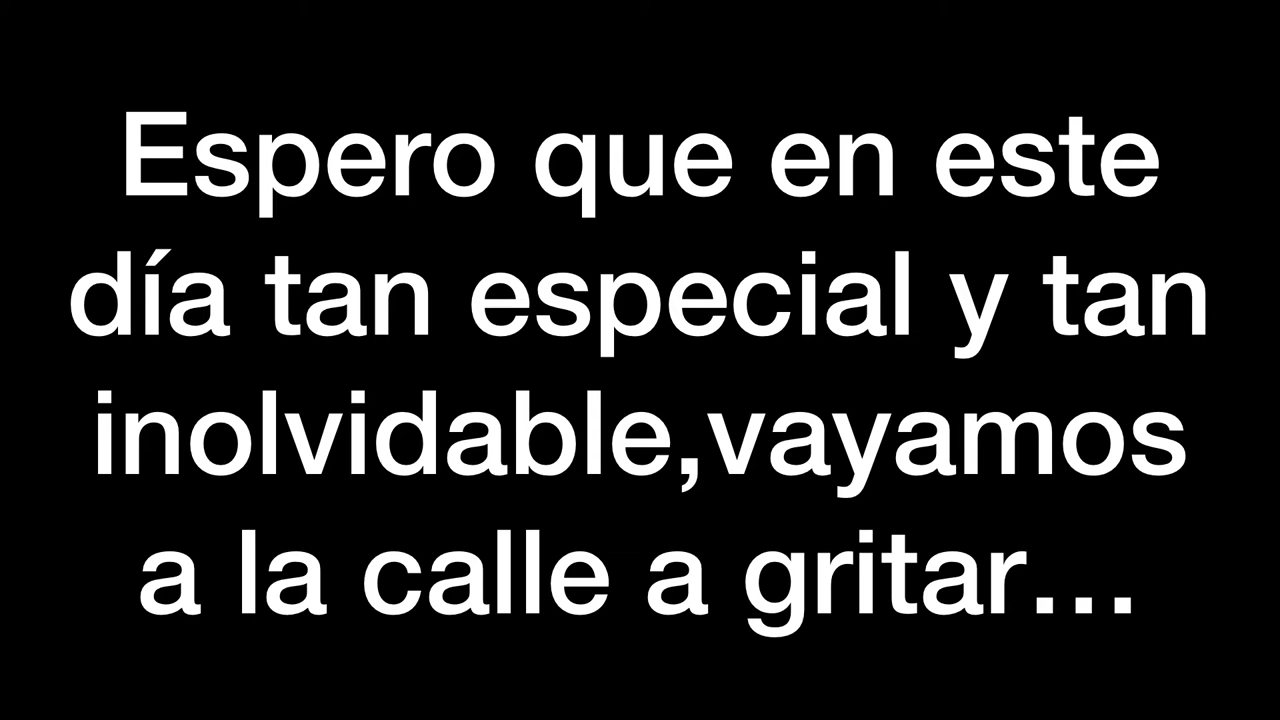 Espero que en este
día tan especial y tan
inolvidable,vayamos
a la calle a gritar...